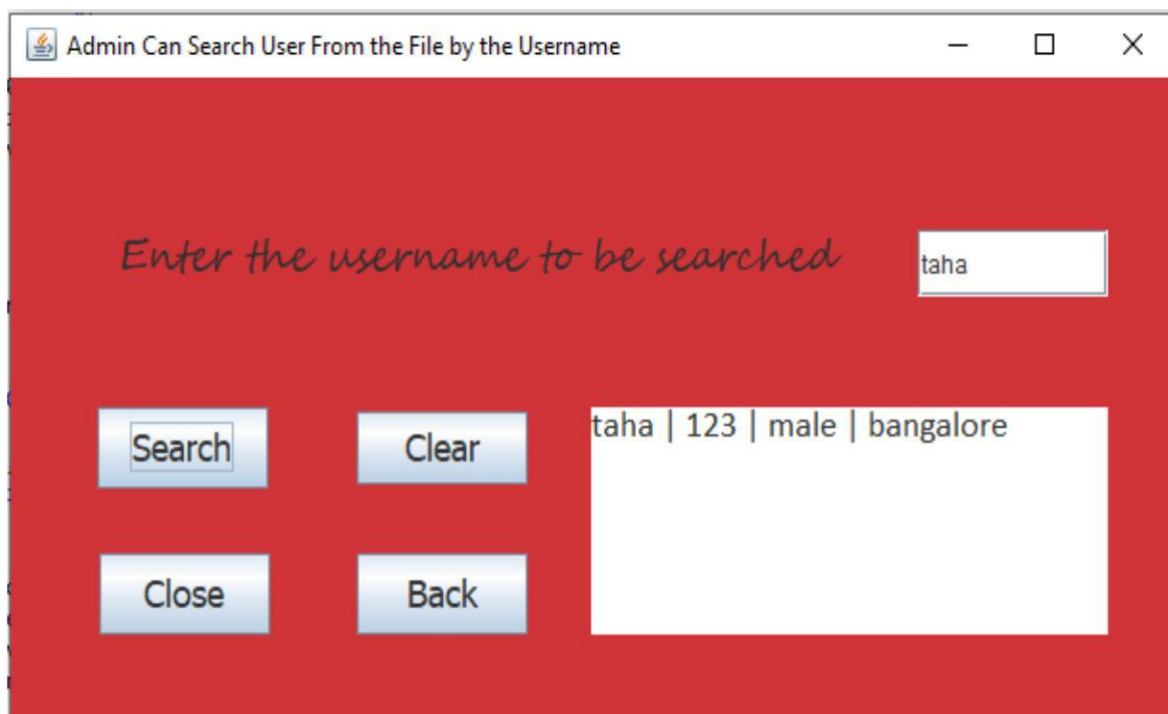 Admin Can Search User From the File by the Username
Enter the username to be searched
taha
Search
Clear
taha | 123 | male | bangalore
Close
Back